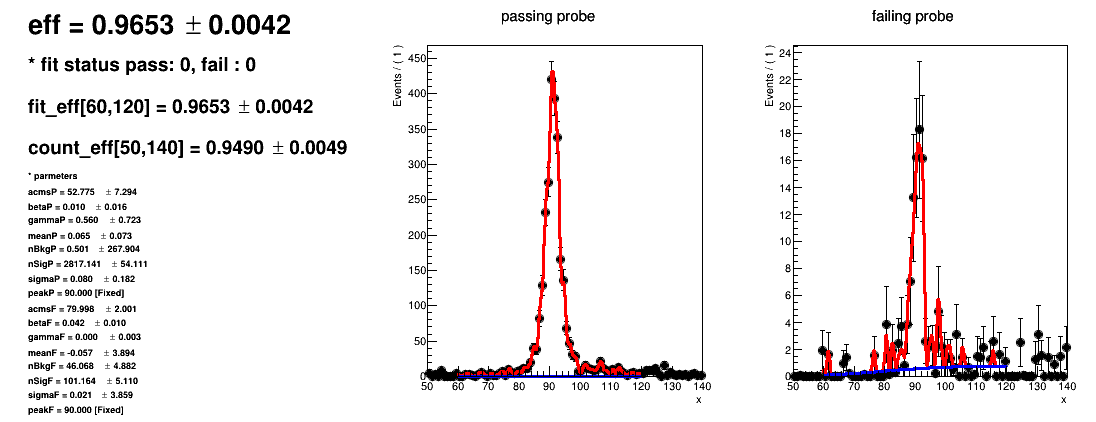 eff = 0.9653 ± 0.0042
* fit status pass: 0, fail : 0
fit_eff[60,120] = 0.9653 ± 0.0042
count_eff[50,140] = 0.9490 ± 0.0049
* parmeters
acmsP = 52.775 ± 7.294
betaP = 0.010 ± 0.016
gammaP = 0.560 ± 0.723
meanP = 0.065 ± 0.073
nBkgP = 0.501 ± 267.904
nSigP = 2817.141 ± 54.111
sigmaP = 0.080 ± 0.182
peakP = 90.000 [Fixed]
acmsF = 79.998 ± 2.001
betaF = 0.042 ± 0.010
gammaF = 0.000 ± 0.003
meanF = -0.057 ± 3.894
nBkgF = 46.068 ± 4.882
nSigF = 101.164 ± 5.110
sigmaF = 0.021 ± 3.859
peakF = 90.000 [Fixed]
passing probe
Events / ( 1 )
450
400
350
300
250
200
150
100
50
0
50 60 70 80 90 100 110 120 130 140
x
failing probe
Events / ( 1 )
24
22
20
18
16
14
12
10
8
6
4
2
0
50 60 70 80 90 100 110 120 130 140
x